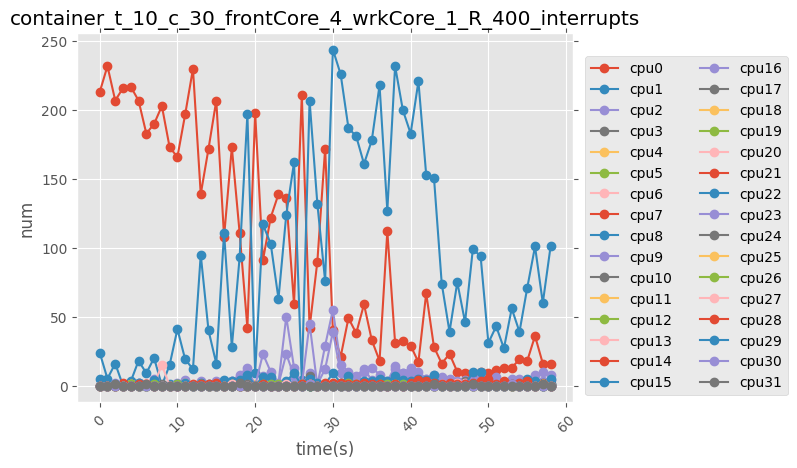 container_t_10_c_30_frontCore_4_wrkCore_1_R_400_interrupts
250
200
150
100
50
0
num
0
10
20
30
40
50
60
time(s)
cpu0
cpu1
cpu2
cpu3
cpu4
cpu5
cpu6
cpu7
cpu8
cpu9
cpu10
cpu11
cpu12
cpu13
cpu14
cpu15
cpu16
cpu17
cpu18
cpu19
cpu20
cpu21
cpu22
cpu23
cpu24
cpu25
cpu26
cpu27
cpu28
cpu29
cpu30
cpu31